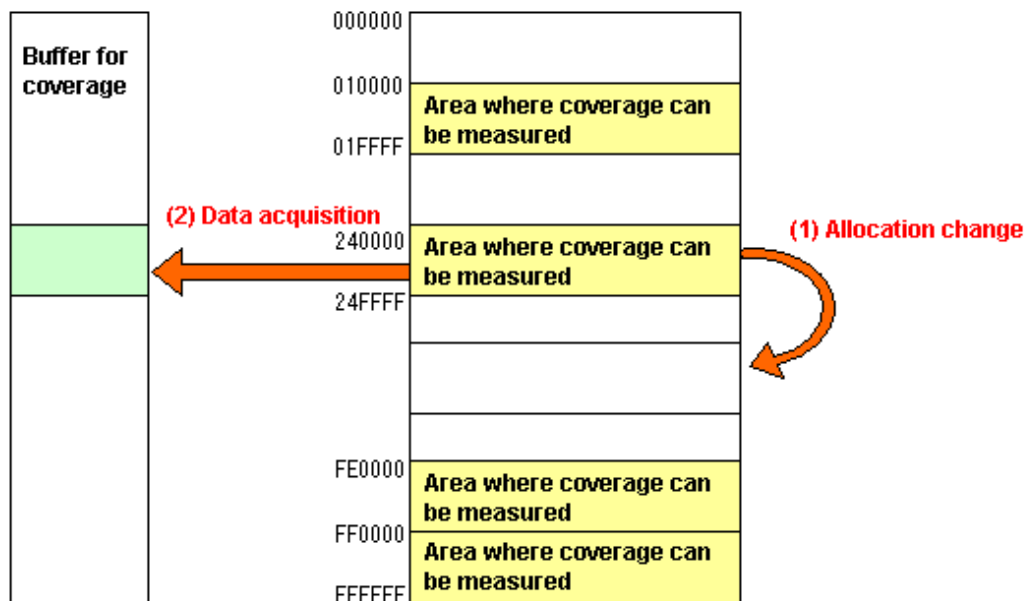 000000
Buffer for
coverage
010000
Area where coverage can
be measured
01FFFF
(2) Data acquisition
240000
Area where coverage can
be measured
(1) Allocation change
24FFFF
FE0000
Area where coverage can
be measured
FF0000
Area where coverage can
be measured
FFFFFF